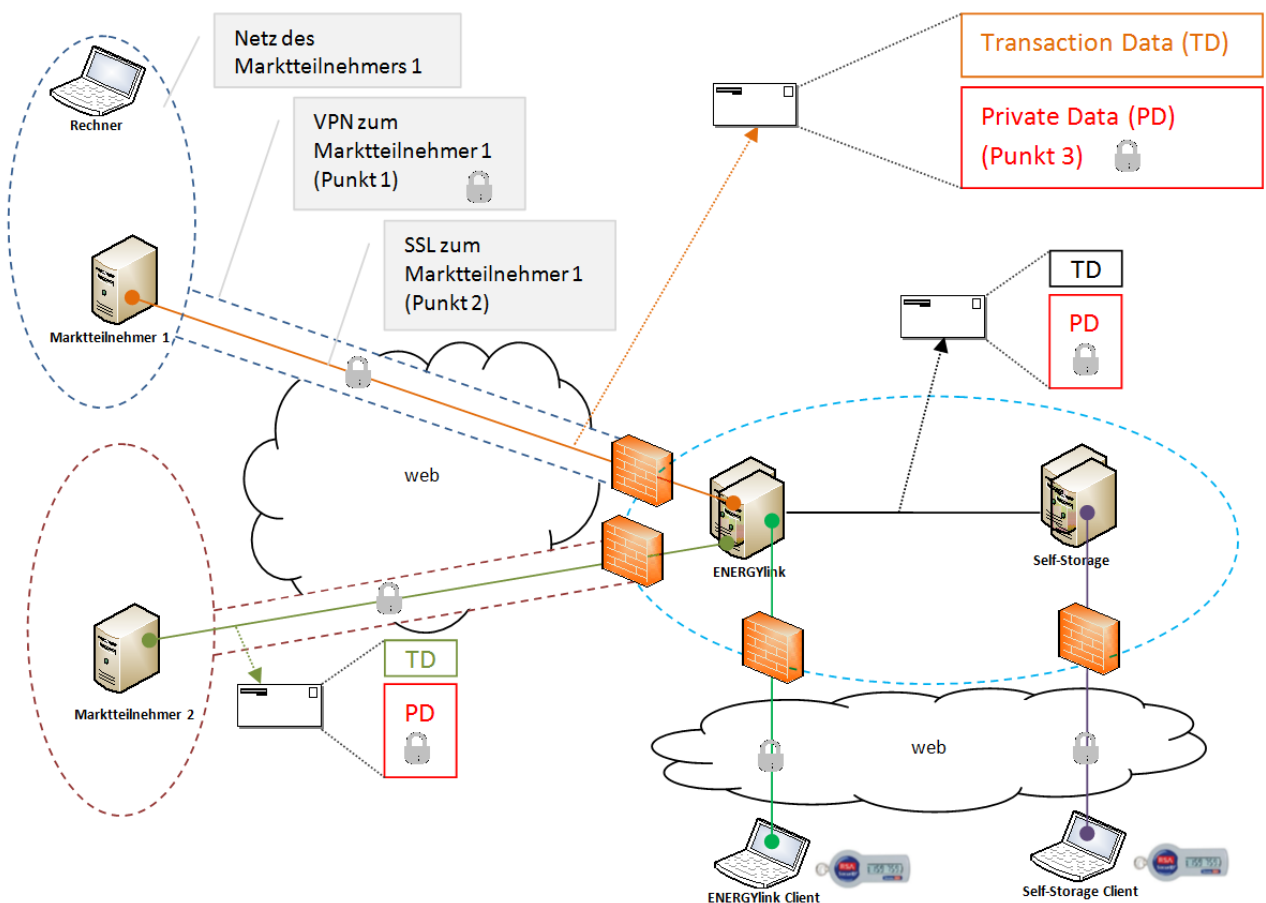 Netz des
Marktteilnehmers 1
Rechner
VPN zum
Marktteilnehmer 1
(Punkt 1)
SSL zum
Marktteilnehmer 1
(Punkt 2)
Transaction Data (TD)
Private Data (PD)
(Punkt 3)
TD
PD
Marktteilnehmer 1
web
ENERGYlink
Self-Storage
TD
PD
Marktteilnehmer 2
web
ENERGYlink Client
RSA
Self-Storage Client
RSA